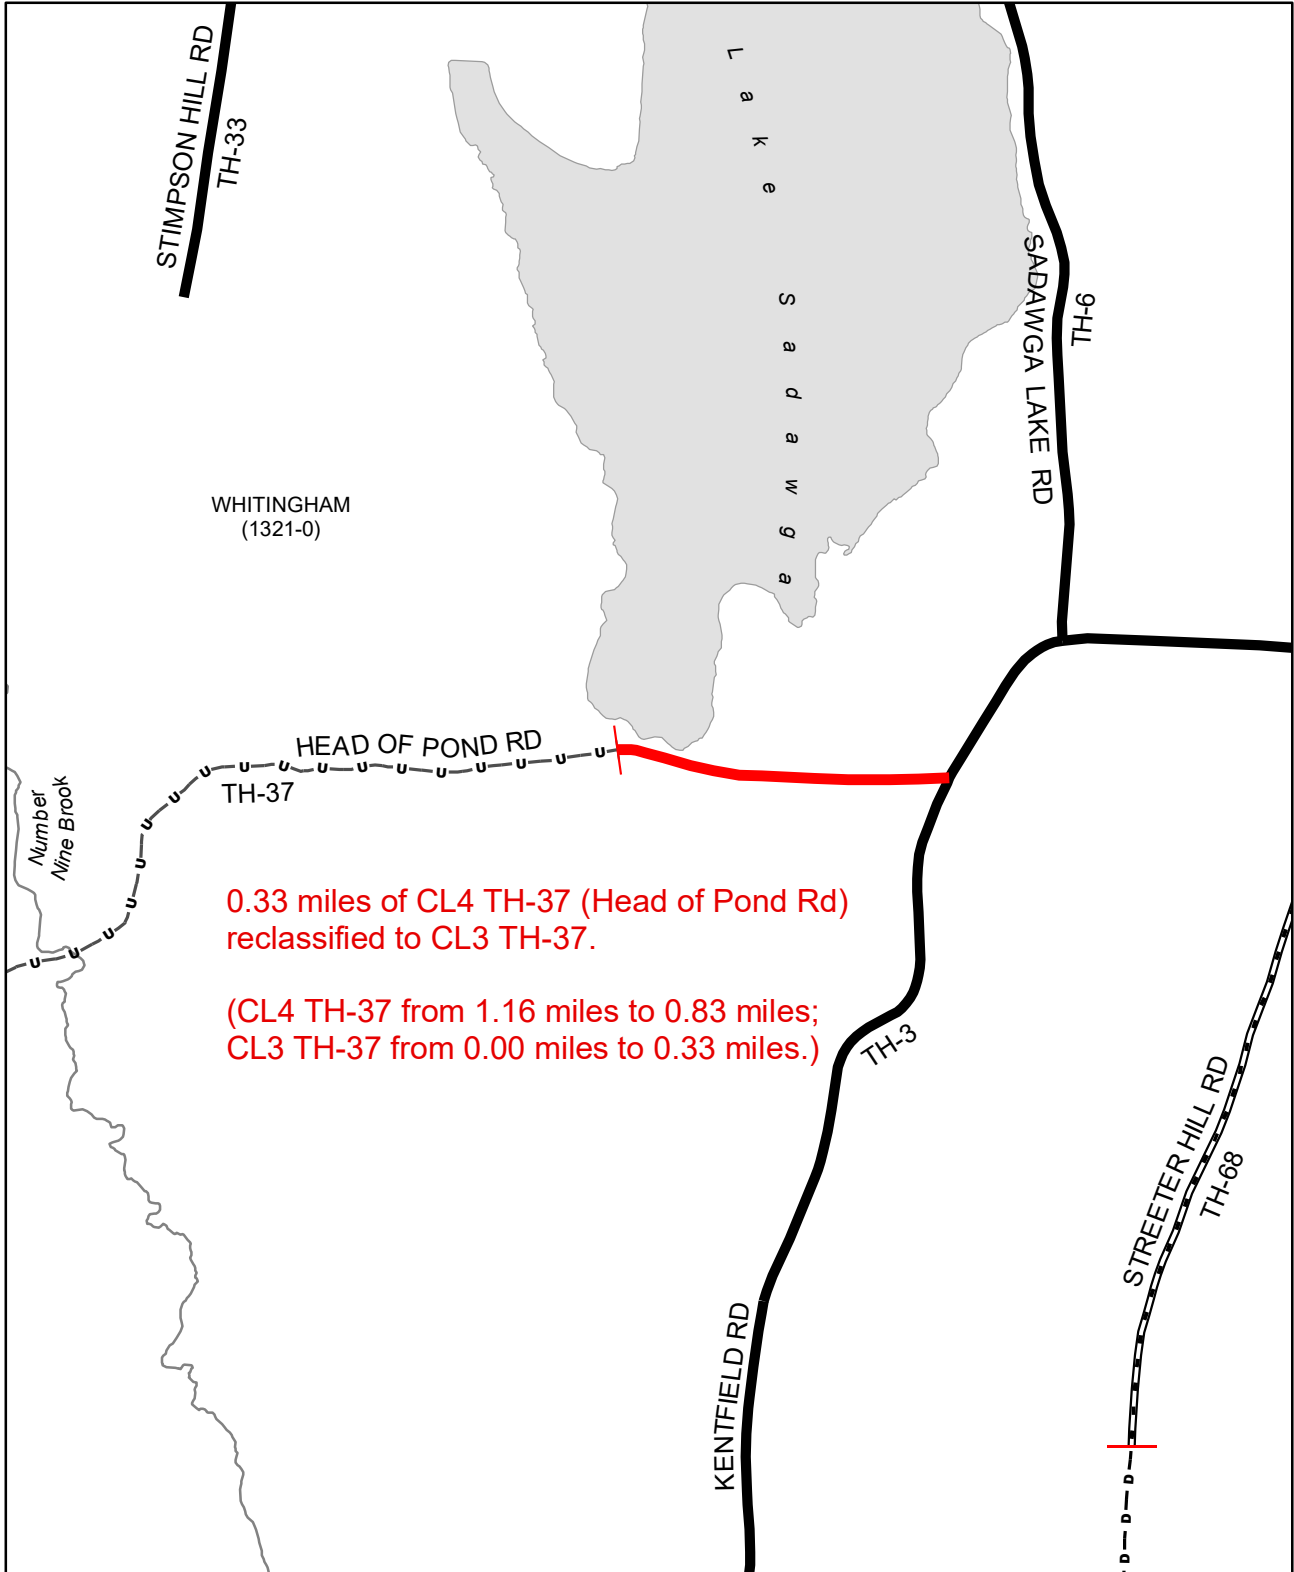 STIMPSON HILL RD
TH-33
Lake Sadawga
SADAWGA LAKE RD
TH-6
WHITINGHAM
(1321-0)
HEAD OF POND RD
U U U U U U U U U U U U U U U U U U
TH-37
Number
Nine Brook
0.33 miles of CL4 TH-37 (Head of Pond Rd)
reclassified to CL3 TH-37.
(CL4 TH-37 from 1.16 miles to 0.83 miles;
CL3 TH-37 from 0.00 miles to 0.33 miles.)
TH-3
KENTFIELD RD
STREETER HILL RD
TH-68
D
D
D